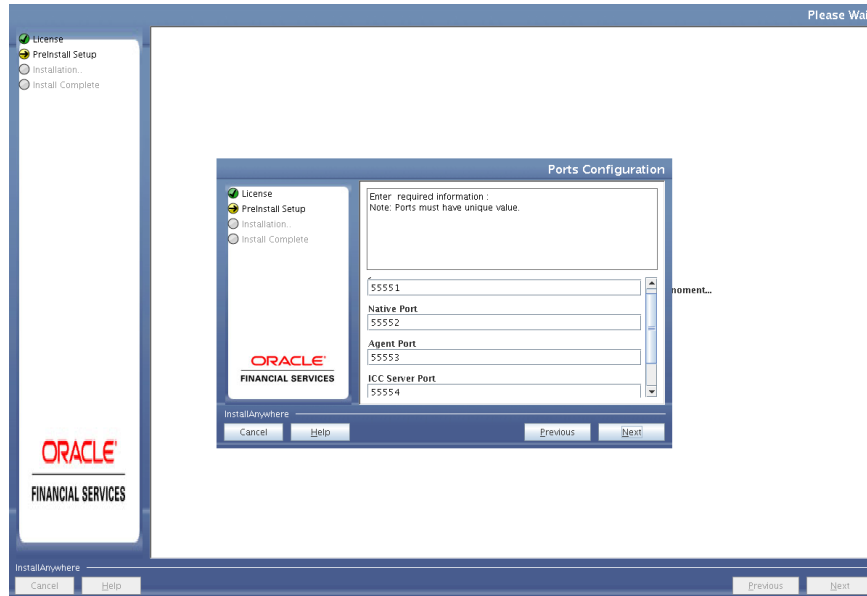 Please Wai
License
PreInstall Setup
Installation..
Install Complete
Ports Configuration
License
PreInstall Setup
Installation..
Install Complete
Enter required information :
Note: Ports must have unique value.
55551
Native Port
55552
Agent Port
55553
ICC Server Port
55554
ORACLE
FINANCIAL SERVICES
InstallAnywhere
Cancel
Help
Previous
Next
moment...
ORACLE
FINANCIAL SERVICES
InstallAnywhere
Cancel
Help
Previous
Next